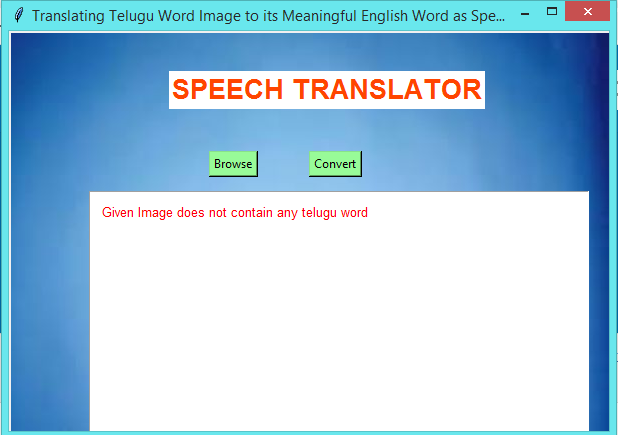 Translating Telugu Word Image to its Meaningful English Word as Spe...
SPEECH TRANSLATOR
Browse Convert
Given Image does not contain any telugu word